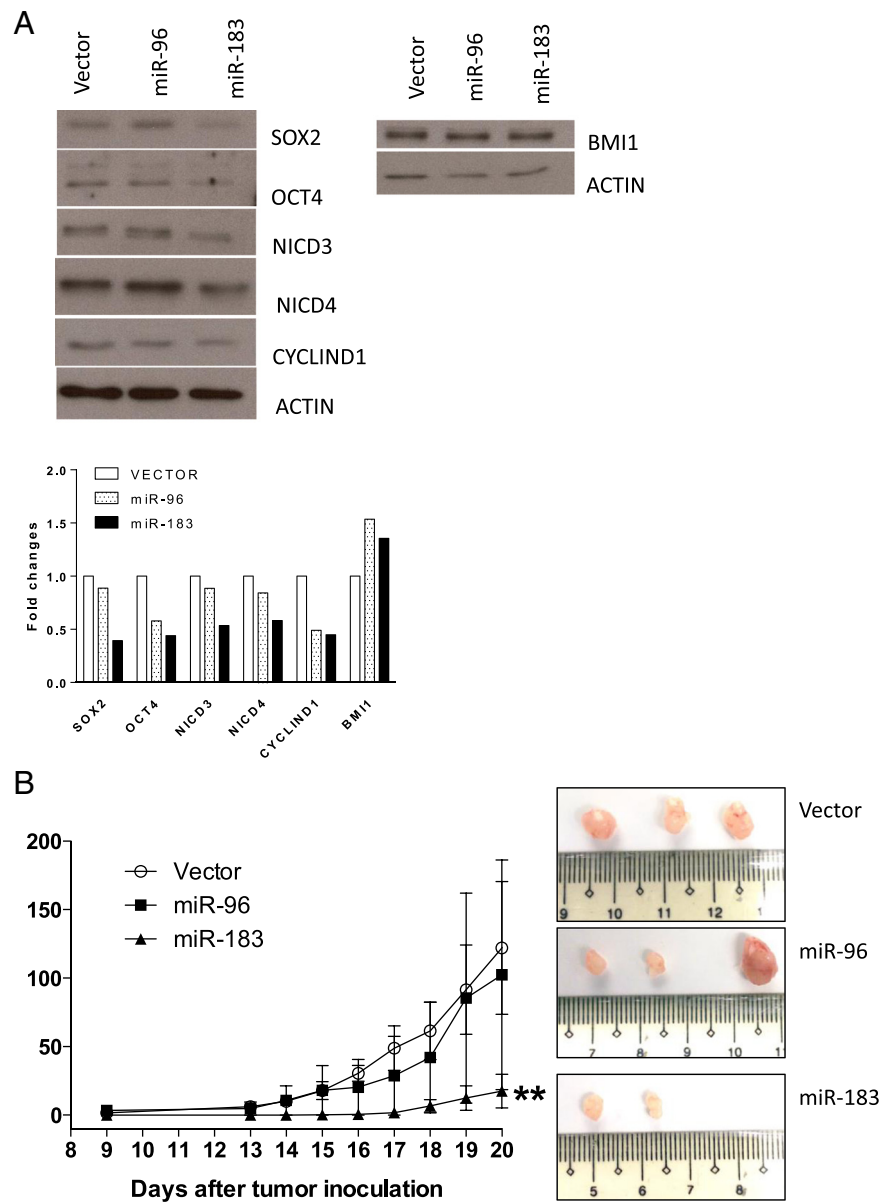 A
Vector
miR-96
miR-183
SOX2
OCT4
NICD3
NICD4
CYCLIND1
ACTIN
Vector
miR-96
miR-183
BMI1
ACTIN
2.0
1.5
1.0
0.5
0.0
Fold changes
VECTOR
miR-96
miR-183
SOX2
OCT4
NICD3
NICD4
CYCLIND1
BMI1
B
200
150
100
50
0
Vector
miR-96
miR-183
**
8 9 10 11 12 13 14 15 16 17 18 19 20
Days after tumor inoculation
Vector
9 10 11 12 1
miR-96
7 8 9 10 11
miR-183
5 6 7 8